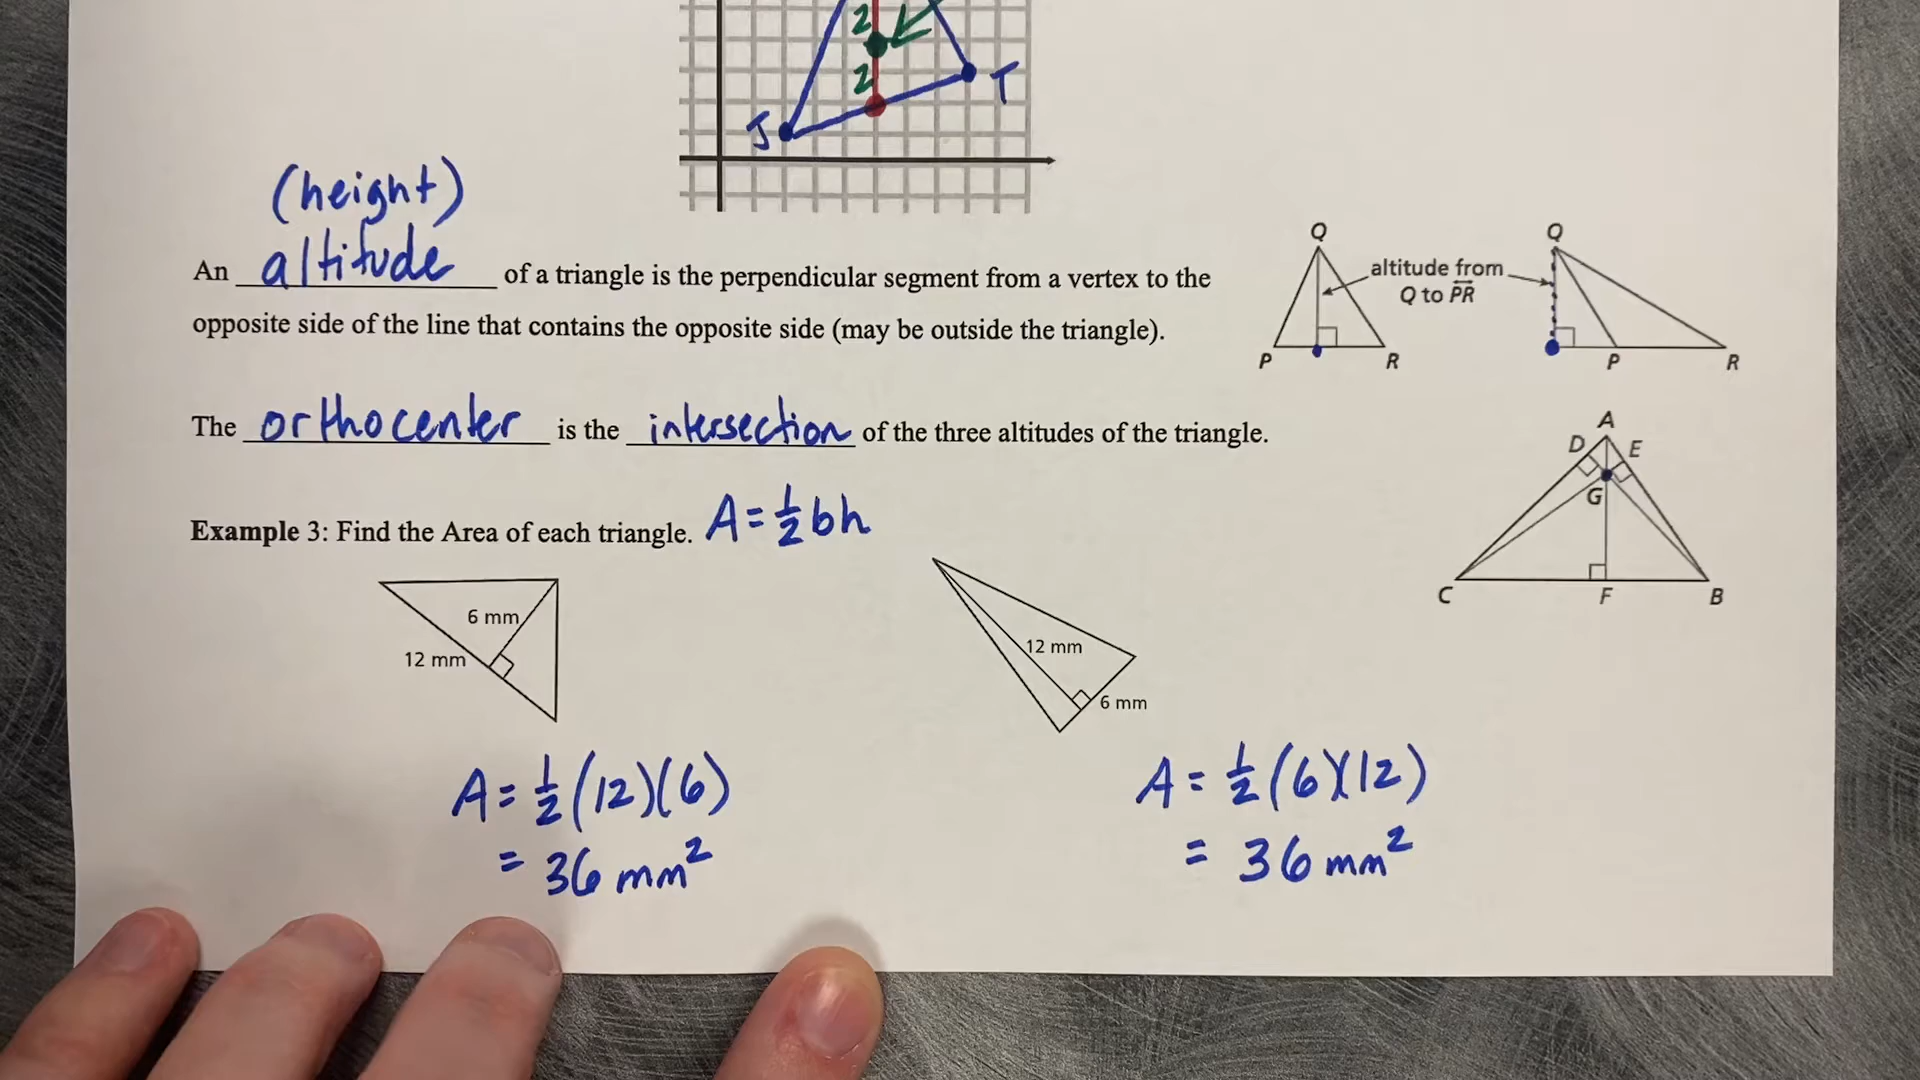 2
2
T
J
(height)
An altitude of a triangle is the perpendicular segment from a vertex to the
opposite side of the line that contains the opposite side (may be outside the triangle).
Q
Q
altitude from
Q to PR
P
R
P
R
The orthocenter is the intersection of the three altitudes of the triangle.
A
D
E
G
C
F
B
Example 3: Find the Area of each triangle. A = 1/2 bh
6 mm
12 mm
12 mm
6 mm
A = 1/2 (12)(6)
= 36 mm²
A = 1/2 (6)(12)
= 36 mm²